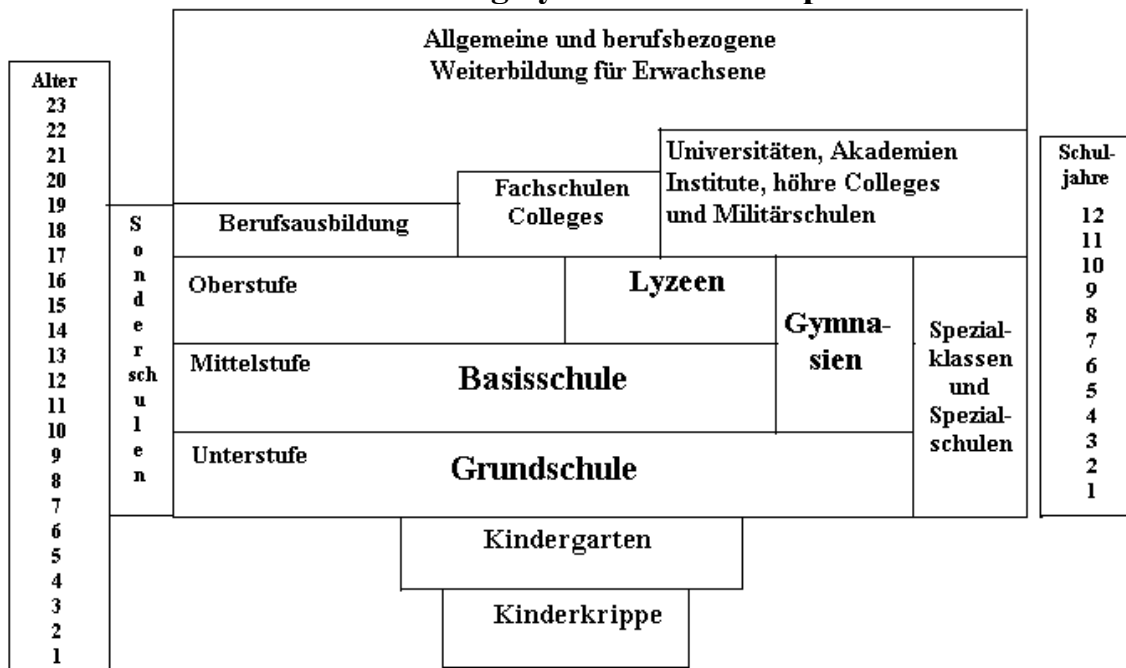 Allgemeine und berufsbezogene
Weiterbildung für Erwachsene
Alter
23
22
21
20
19
18
17
16
15
14
13
12
11
10
9
8
7
6
5
4
3
2
1
S
o
n
d
e
r
sch
u
l
e
n
Berufsausbildung
Fachschulen
Colleges
Universitäten, Akademien
Institute, höhre Colleges
und Militärschulen
Schul-
jahre
12
11
10
9
8
7
6
5
4
3
2
1
Oberstufe
Lyzeen
Gymna-
sien
Spezial-
klassen
und
Spezial-
schulen
Mittelstufe
Basisschule
Unterstufe
Grundschule
Kindergarten
Kinderkrippe